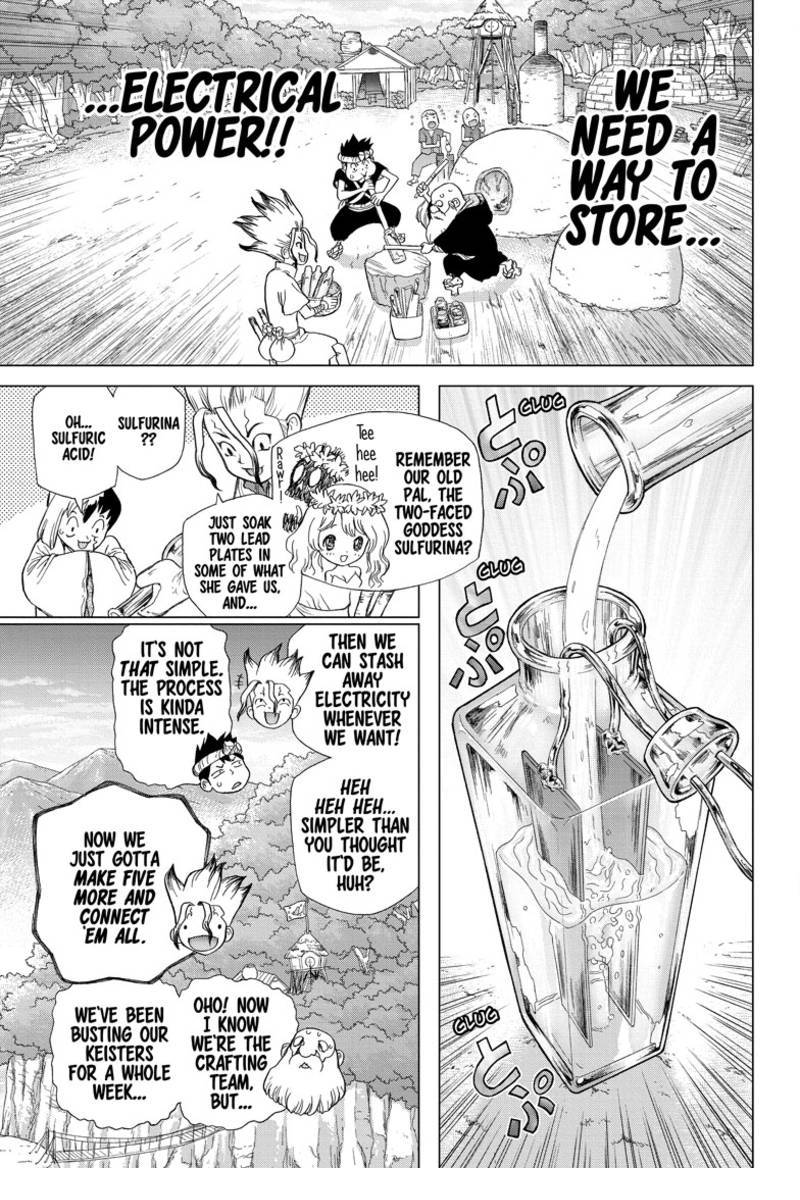 WE
NEED A
WAY TO
STORE...
...ELECTRICAL
POWER!!
GLUG
とぷ
GLUG
とぷ
GLUG
とぷ
REMEMBER
OUR OLD
PAL, THE
TWO-FACED
GODDESS
SULFURINA?
Tee
hee
hee!
Rawr!
JUST SOAK
TWO LEAD
PLATES IN
SOME OF WHAT
SHE GAVE US,
AND...
SULFURINA
??
OH...
SULFURIC
ACID!
THEN WE
CAN STASH
AWAY
ELECTRICITY
WHENEVER
WE WANT!
HEH
HEH HEH...
SIMPLER THAN
YOU THOUGHT
IT'D BE,
HUH?
IT'S NOT
THAT SIMPLE.
THE PROCESS
IS KINDA
INTENSE.
NOW WE
JUST GOTTA
MAKE FIVE
MORE AND
CONNECT
'EM ALL.
OHO! NOW
I KNOW
WE'RE THE
CRAFTING
TEAM,
BUT...
WE'VE BEEN
BUSTING OUR
KEISTERS
FOR A WHOLE
WEEK...